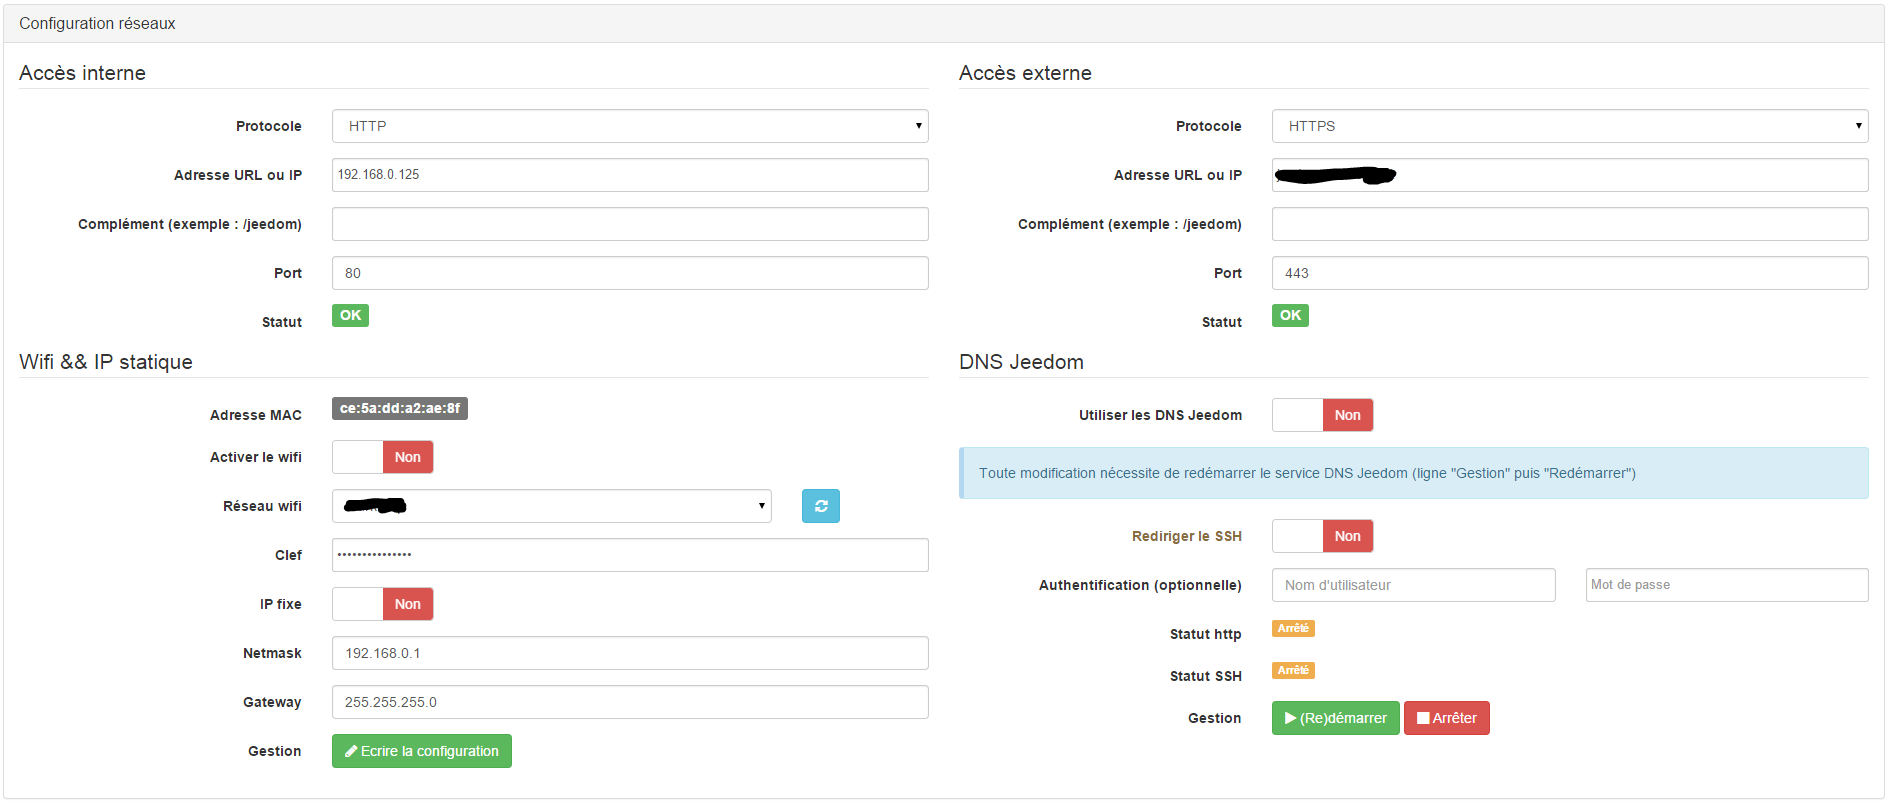 Configuration réseaux
Accès interne
Protocole HTTP
Adresse URL ou IP 192.168.0.125
Complément (exemple : /jeedom)
Port 80
Statut OK
Accès externe
Protocole HTTPS
Adresse URL ou IP
Complément (exemple : /jeedom)
Port 443
Statut OK
Wifi && IP statique
Adresse MAC ce:5a:dd:a2:ae:8f
Activer le wifi Non
Réseau wifi
Clef •••••••••••••••
IP fixe Non
Netmask 192.168.0.1
Gateway 255.255.255.0
Gestion Ecrire la configuration
DNS Jeedom
Utiliser les DNS Jeedom Non
Toute modification nécessite de redémarrer le service DNS Jeedom (ligne "Gestion" puis "Redémarrer")
Rediriger le SSH Non
Authentification (optionnelle) Nom d'utilisateur Mot de passe
Statut http Arrêté
Statut SSH Arrêté
Gestion (Re)démarrer Arrêter